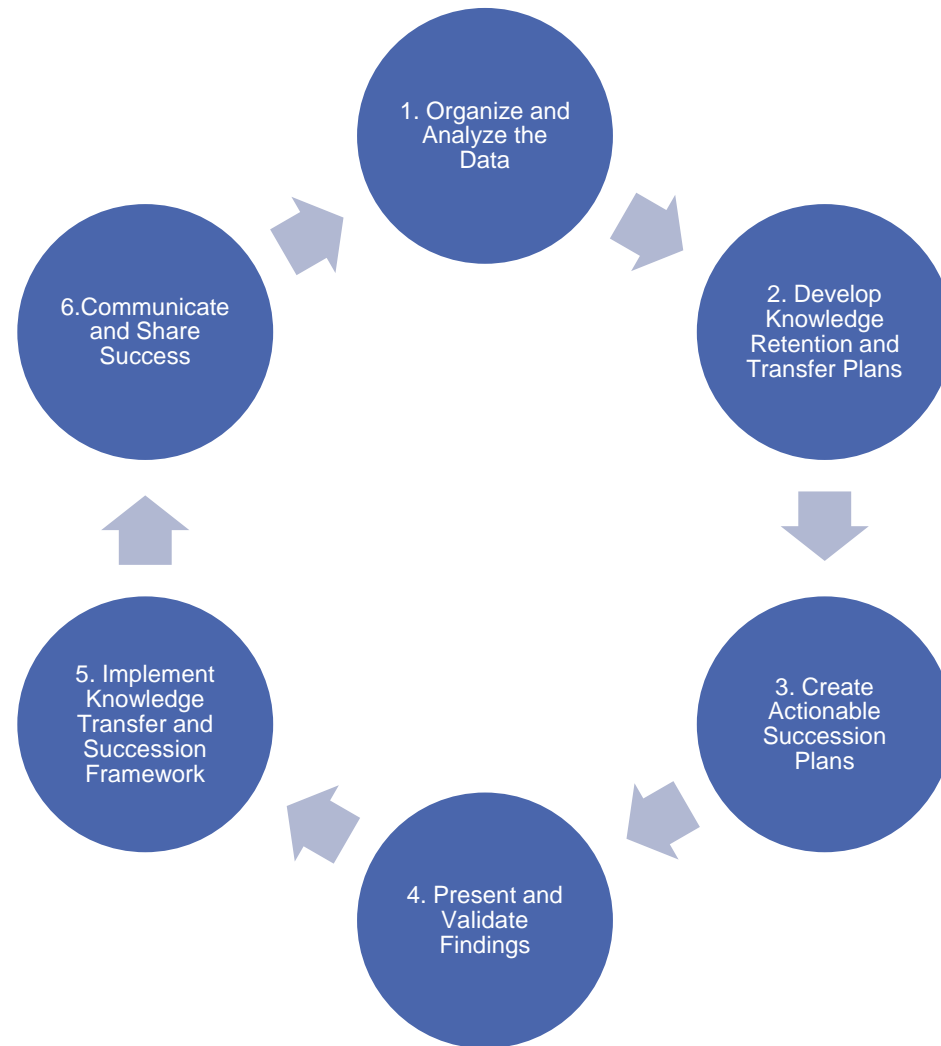 1. Organize and
Analyze the
Data
2. Develop
Knowledge
Retention and
Transfer Plans
3. Create
Actionable
Succession
Plans
4. Present and
Validate
Findings
5. Implement
Knowledge
Transfer and
Succession
Framework
6.Communicate
and Share
Success